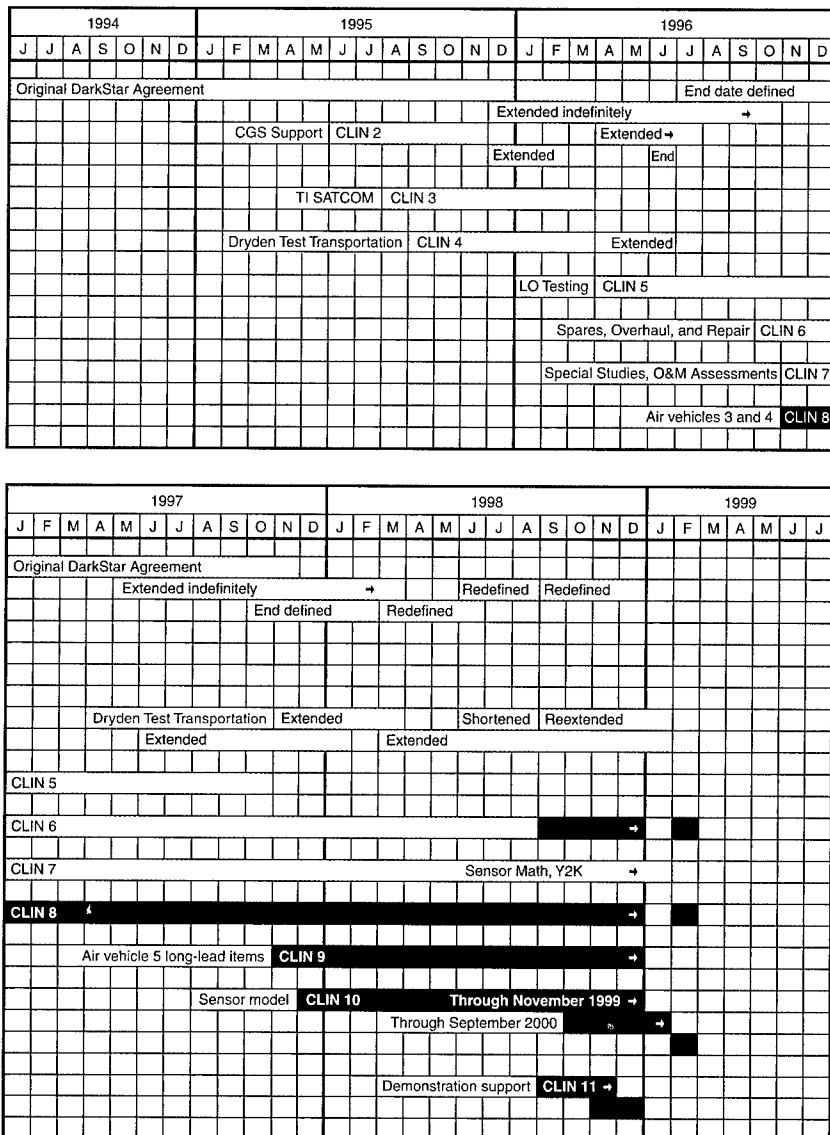 1994 1995 1996
J J A S O N D J F M A M J J A S O N D J F M A M J J A S O N D
Original DarkStar Agreement End date defined
Extended indefinitely →
CGS Support CLIN 2 Extended →
Extended End
TI SATCOM CLIN 3
Dryden Test Transportation CLIN 4 Extended
LO Testing CLIN 5
Spares, Overhaul, and Repair CLIN 6
Special Studies, O&M Assessments CLIN 7
Air vehicles 3 and 4 CLIN 8
1997 1998 1999
J F M A M J J A S O N D J F M A M J J A S O N D J F M A M J J
Original DarkStar Agreement
Extended indefinitely → Redefined Redefined
End defined Redefined
Dryden Test Transportation Extended Shortened Reextended
Extended Extended
CLIN 5
CLIN 6 →
CLIN 7 Sensor Math, Y2K →
CLIN 8 →
Air vehicle 5 long-lead items CLIN 9 →
Sensor model CLIN 10 Through November 1999 →
Through September 2000 →
Demonstration support CLIN 11 →